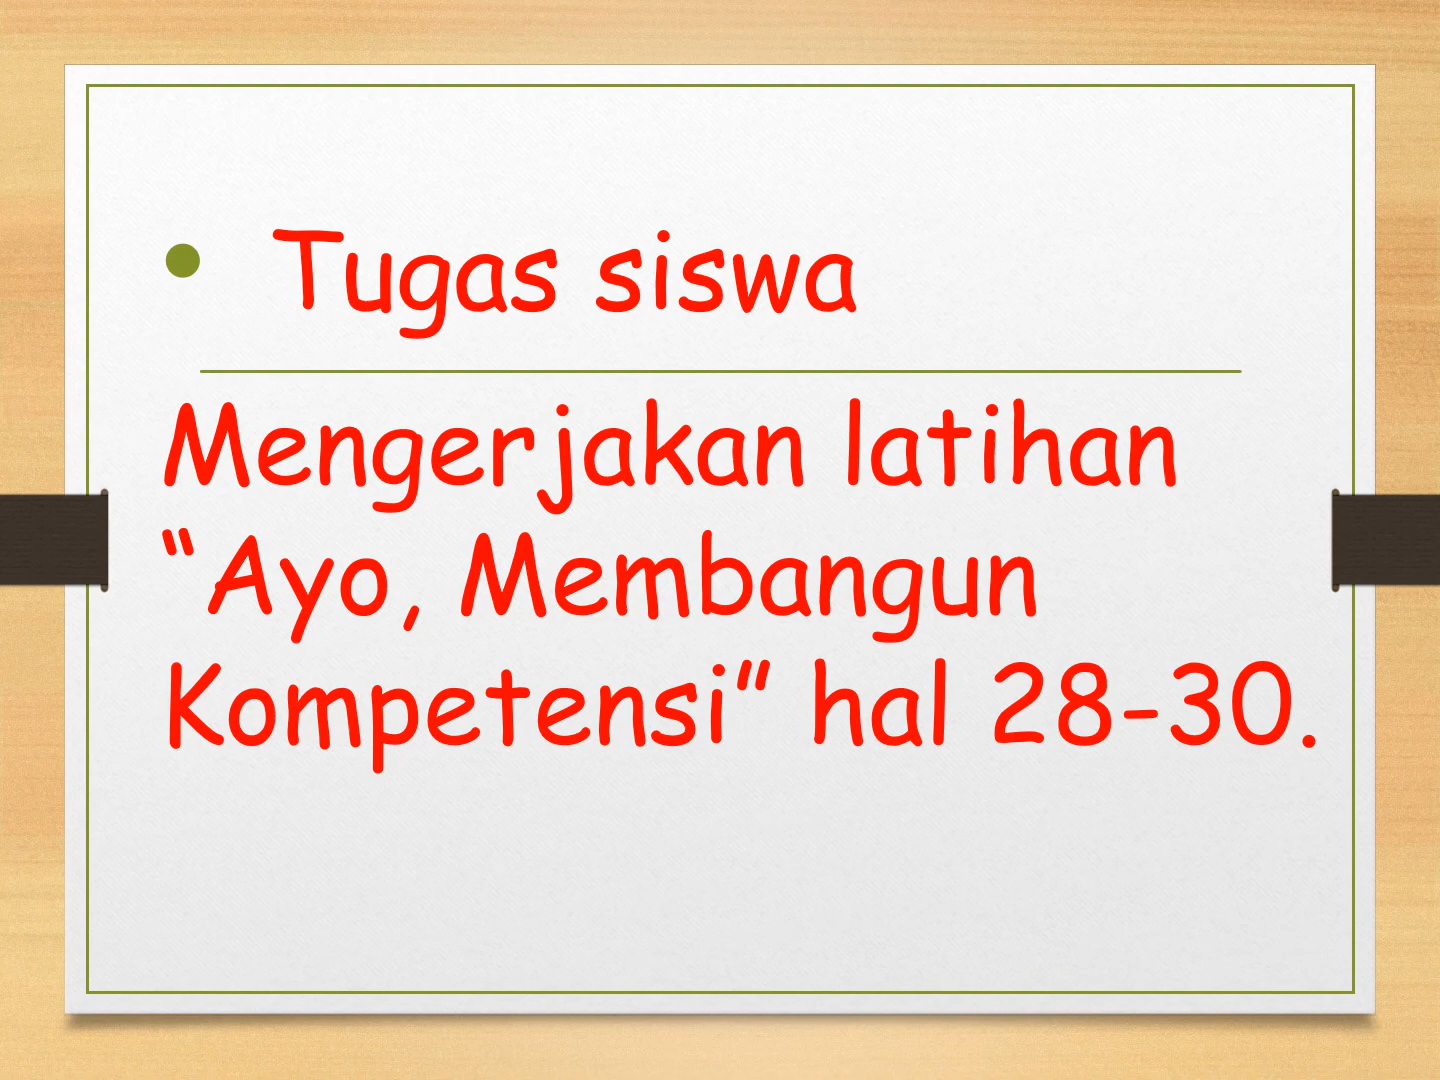 • Tugas siswa
Mengerjakan latihan
“Ayo, Membangun
Kompetensi” hal 28-30.